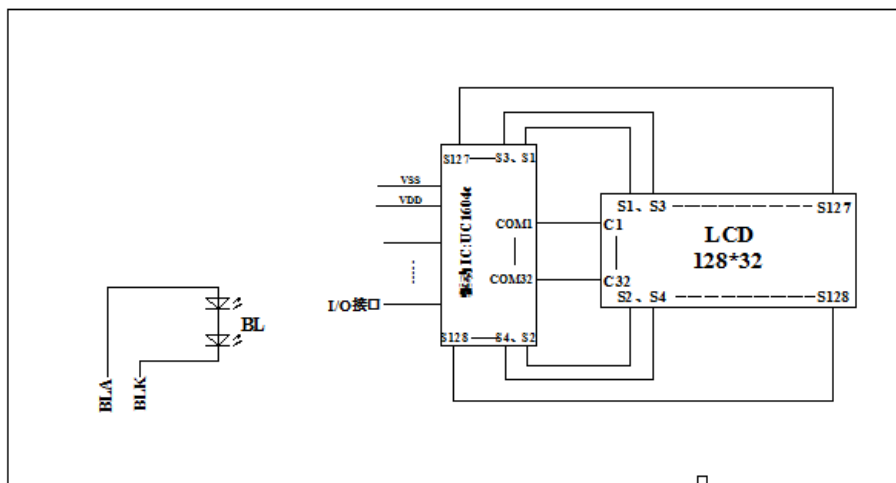 S127 S3、S1
VSS
VDD
I/O接口
驱动IC:UC1604c
COM1
COM32
S128 S4、S2
S1、S3 S127
C1
LCD
128*32
C32
S2、S4 S128
BL
BLA
BLK